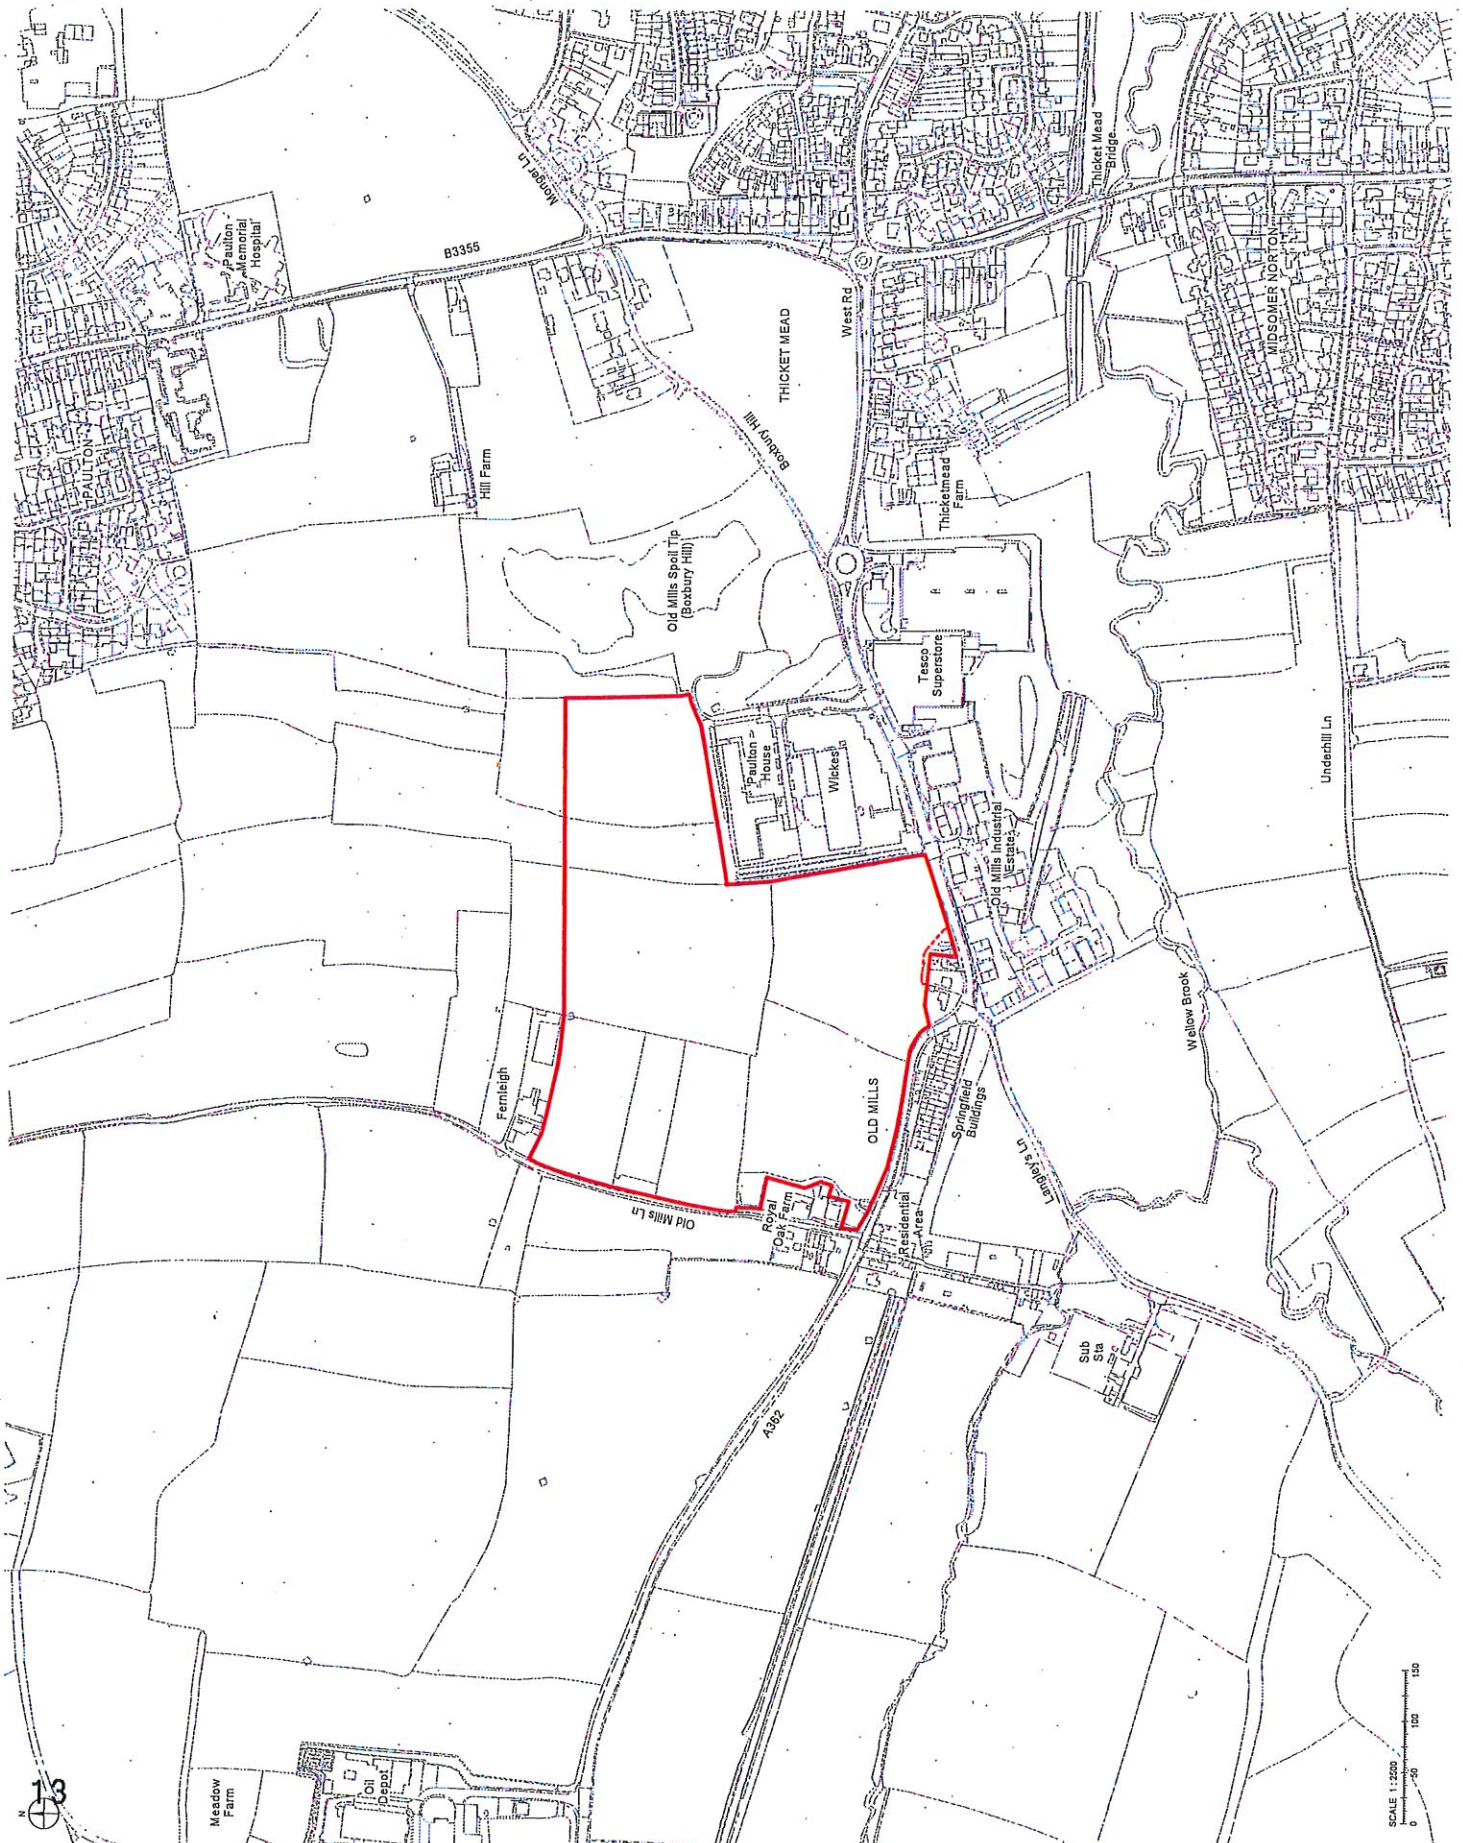 PAULTON
Paulton
Memorial
Hospital
B3355
Monger Ln
Hill Farm
Old Mills Spoil Tip
(Boxbury Hill)
Boxbury Hill
THICKET MEAD
West Rd
Thicketmead
Farm
Thicket Mead
Bridge
MIDSOMER NORTON
Tesco
Superstore
Paulton
House
Wickes
Old Mills Industrial
Estate
Underhill Ln
Wellow Brook
Fernleigh
Old Mills Ln
Royal
Oak Farm
OLD MILLS
Springfield
Buildings
Residential
Area
Langley's Ln
Sub
Sta
A362
Oil
Depot
Meadow
Farm
N
13
SCALE 1:2500
0 50 100 150